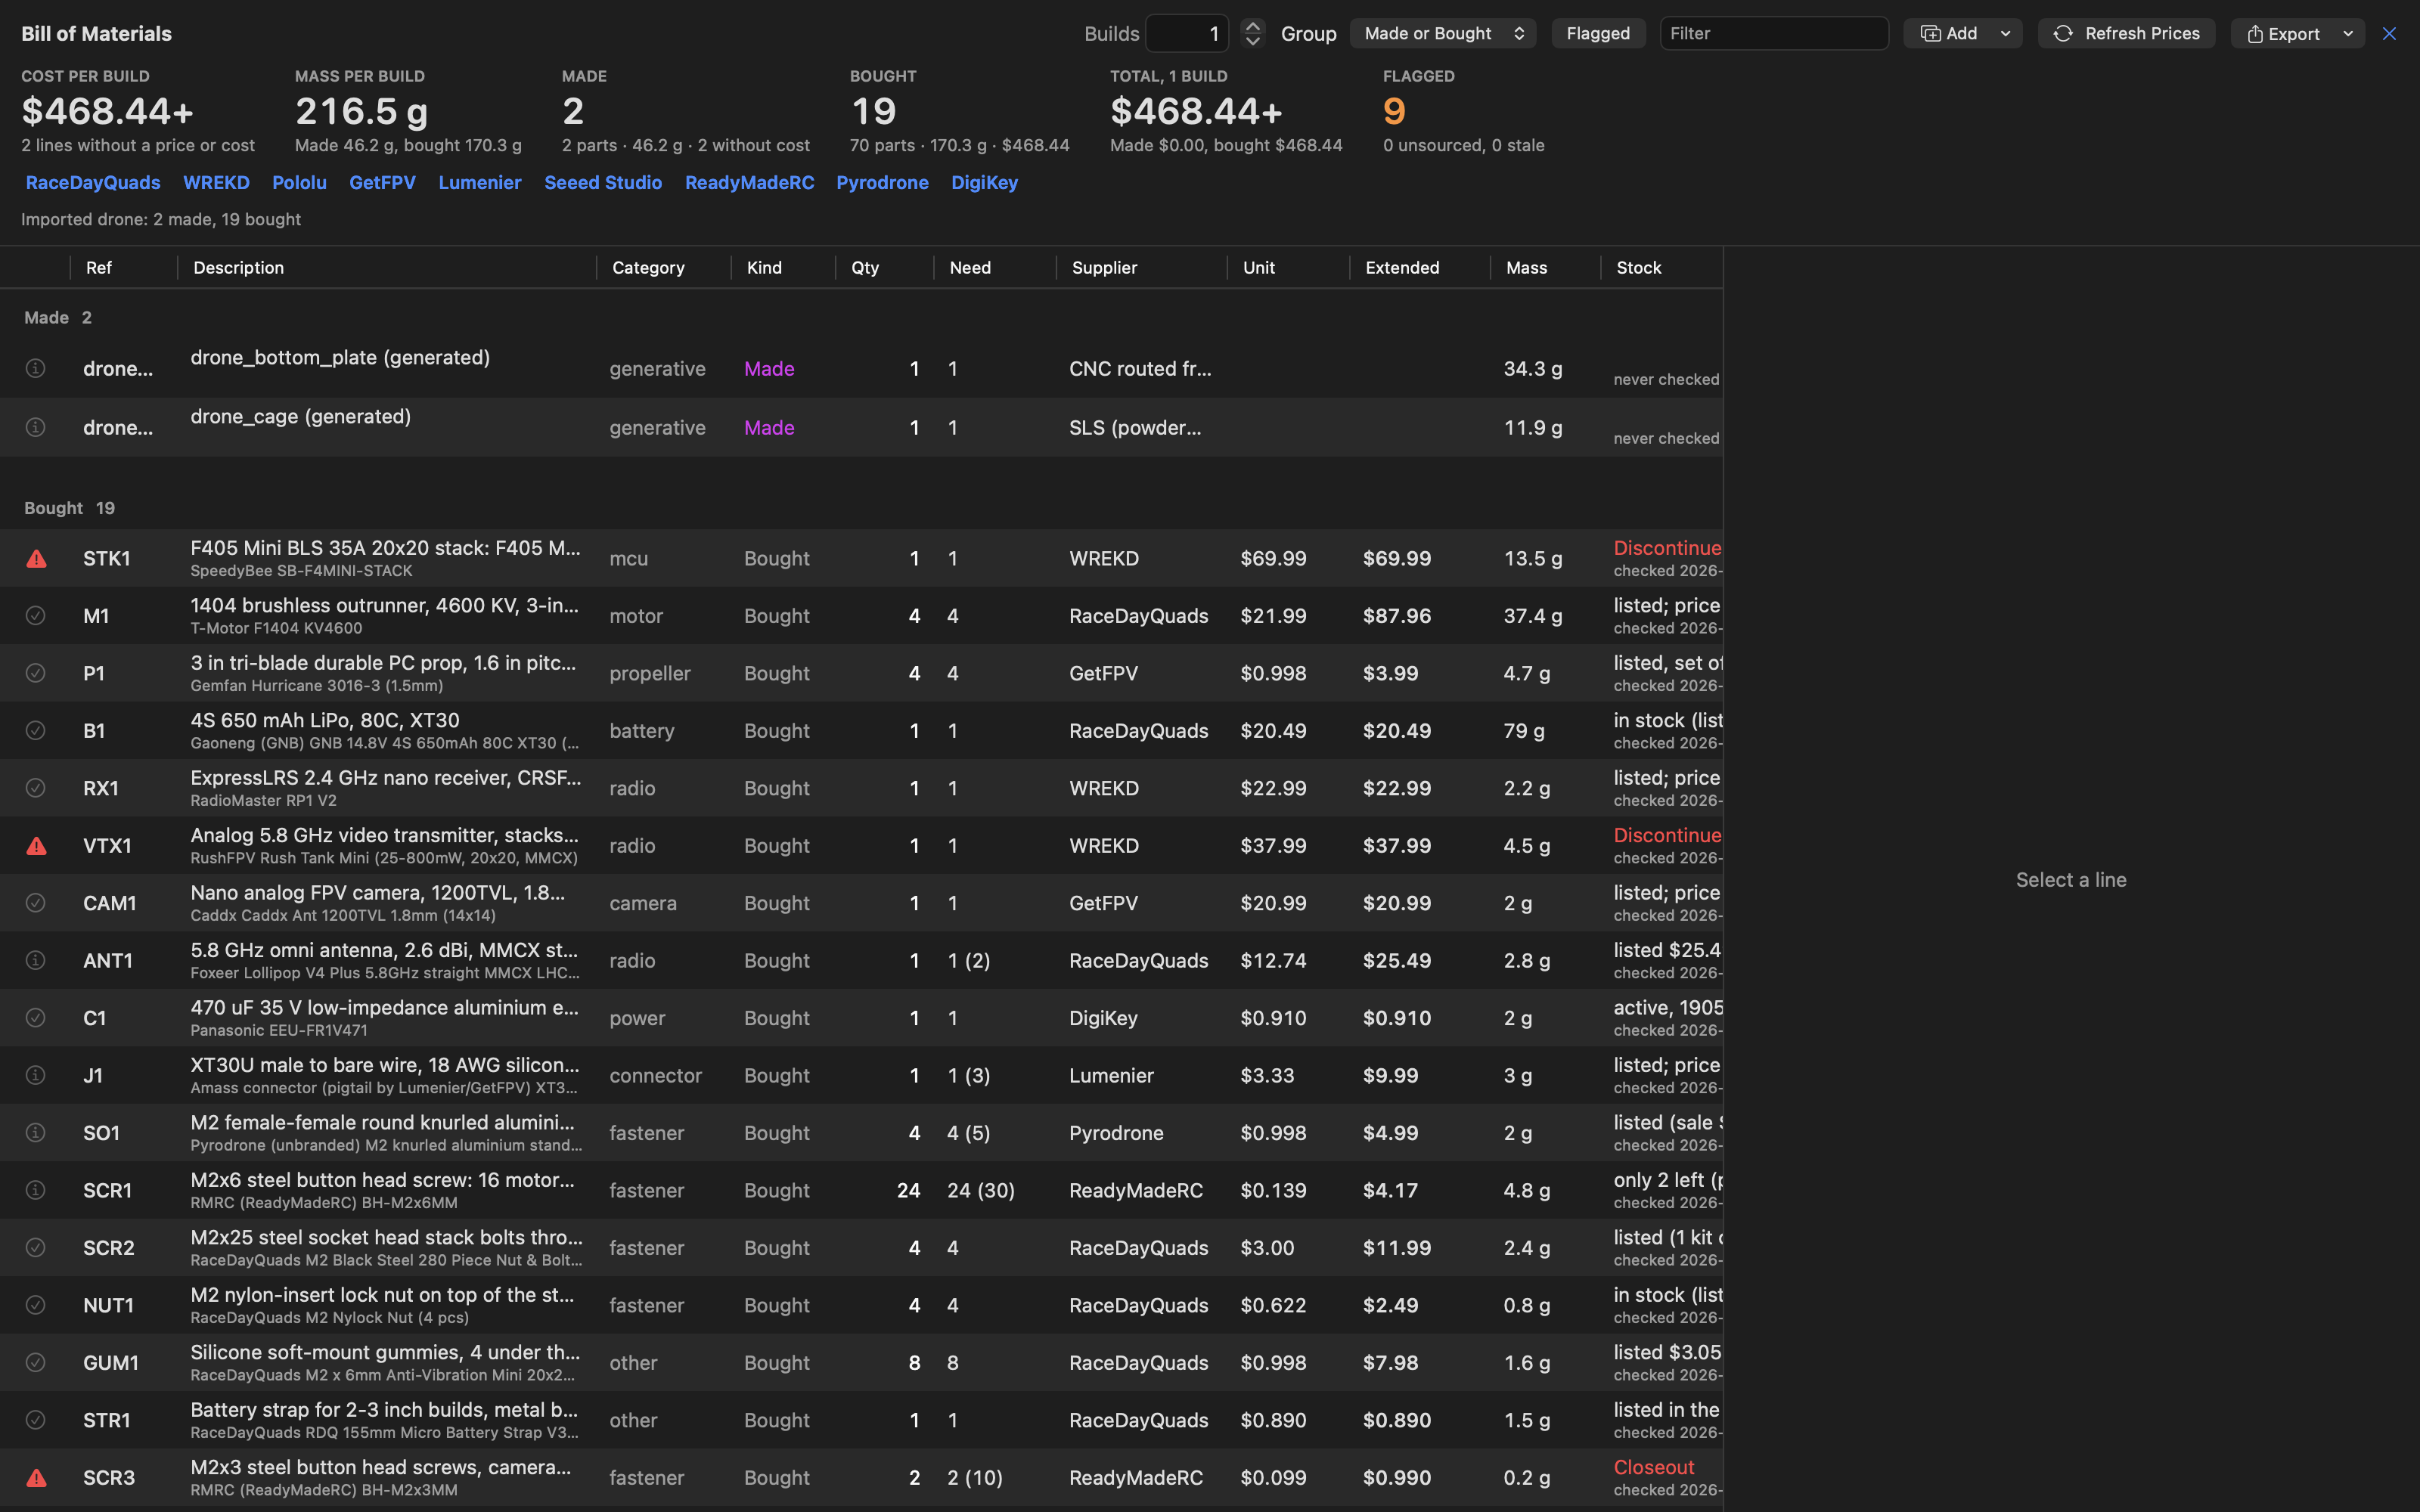 Bill of Materials
Builds 1 Group Made or Bought Flagged Filter Add Refresh Prices Export
COST PER BUILD MASS PER BUILD MADE BOUGHT TOTAL, 1 BUILD FLAGGED
$468.44+ 216.5 g 2 19 $468.44+ 9
2 lines without a price or cost Made 46.2 g, bought 170.3 g 2 parts · 46.2 g · 2 without cost 70 parts · 170.3 g · $468.44 Made $0.00, bought $468.44 0 unsourced, 0 stale
RaceDayQuads WREKD Pololu GetFPV Lumenier Seeed Studio ReadyMadeRC Pyrodrone DigiKey
Imported drone: 2 made, 19 bought
Ref Description Category Kind Qty Need Supplier Unit Extended Mass Stock
Made 2
drone_bottom_plate (generated)
drone... generative Made 1 1 CNC routed fr... 34.3 g
never checked
drone_cage (generated)
drone... generative Made 1 1 SLS (powder... 11.9 g
never checked
Bought 19
F405 Mini BLS 35A 20x20 stack: F405 M... Discontinue
STK1 mcu Bought 1 1 WREKD $69.99 $69.99 13.5 g
SpeedyBee SB-F4MINI-STACK checked 2026-
1404 brushless outrunner, 4600 KV, 3-in... listed; price
M1 motor Bought 4 4 RaceDayQuads $21.99 $87.96 37.4 g
T-Motor F1404 KV4600 checked 2026-
3 in tri-blade durable PC prop, 1.6 in pitc... listed, set of
P1 propeller Bought 4 4 GetFPV $0.998 $3.99 4.7 g
Gemfan Hurricane 3016-3 (1.5mm) checked 2026-
4S 650 mAh LiPo, 80C, XT30 in stock (list
B1 battery Bought 1 1 RaceDayQuads $20.49 $20.49 79 g
Gaoneng (GNB) GNB 14.8V 4S 650mAh 80C XT30 (... checked 2026-
ExpressLRS 2.4 GHz nano receiver, CRSF... listed; price
RX1 radio Bought 1 1 WREKD $22.99 $22.99 2.2 g
RadioMaster RP1 V2 checked 2026-
Analog 5.8 GHz video transmitter, stacks... Discontinue
VTX1 radio Bought 1 1 WREKD $37.99 $37.99 4.5 g
RushFPV Rush Tank Mini (25-800mW, 20x20, MMCX) checked 2026-
Nano analog FPV camera, 1200TVL, 1.8... listed; price
CAM1 camera Bought 1 1 GetFPV $20.99 $20.99 2 g
Caddx Caddx Ant 1200TVL 1.8mm (14x14) checked 2026-
5.8 GHz omni antenna, 2.6 dBi, MMCX st... listed $25.4
ANT1 radio Bought 1 1 (2) RaceDayQuads $12.74 $25.49 2.8 g
Foxeer Lollipop V4 Plus 5.8GHz straight MMCX LHC... checked 2026-
470 uF 35 V low-impedance aluminium e... active, 1905
C1 power Bought 1 1 DigiKey $0.910 $0.910 2 g
Panasonic EEU-FR1V471 checked 2026-
XT30U male to bare wire, 18 AWG silicon... listed; price
J1 connector Bought 1 1 (3) Lumenier $3.33 $9.99 3 g
Amass connector (pigtail by Lumenier/GetFPV) XT3... checked 2026-
M2 female-female round knurled alumini... listed (sale
SO1 fastener Bought 4 4 (5) Pyrodrone $0.998 $4.99 2 g
Pyrodrone (unbranded) M2 knurled aluminium stand... checked 2026-
M2x6 steel button head screw: 16 motor... only 2 left (p
SCR1 fastener Bought 24 24 (30) ReadyMadeRC $0.139 $4.17 4.8 g
RMRC (ReadyMadeRC) BH-M2x6MM checked 2026-
M2x25 steel socket head stack bolts thro... listed (1 kit
SCR2 fastener Bought 4 4 RaceDayQuads $3.00 $11.99 2.4 g
RaceDayQuads M2 Black Steel 280 Piece Nut & Bolt... checked 2026-
M2 nylon-insert lock nut on top of the st... in stock (list
NUT1 fastener Bought 4 4 RaceDayQuads $0.622 $2.49 0.8 g
RaceDayQuads M2 Nylock Nut (4 pcs) checked 2026-
Silicone soft-mount gummies, 4 under th... listed $3.05
GUM1 other Bought 8 8 RaceDayQuads $0.998 $7.98 1.6 g
RaceDayQuads M2 x 6mm Anti-Vibration Mini 20x2... checked 2026-
Battery strap for 2-3 inch builds, metal b... listed in the
STR1 other Bought 1 1 RaceDayQuads $0.890 $0.890 1.5 g
RaceDayQuads RDQ 155mm Micro Battery Strap V3... checked 2026-
M2x3 steel button head screws, camera... Closeout
SCR3 fastener Bought 2 2 (10) ReadyMadeRC $0.099 $0.990 0.2 g
RMRC (ReadyMadeRC) BH-M2x3MM checked 2026-
Select a line